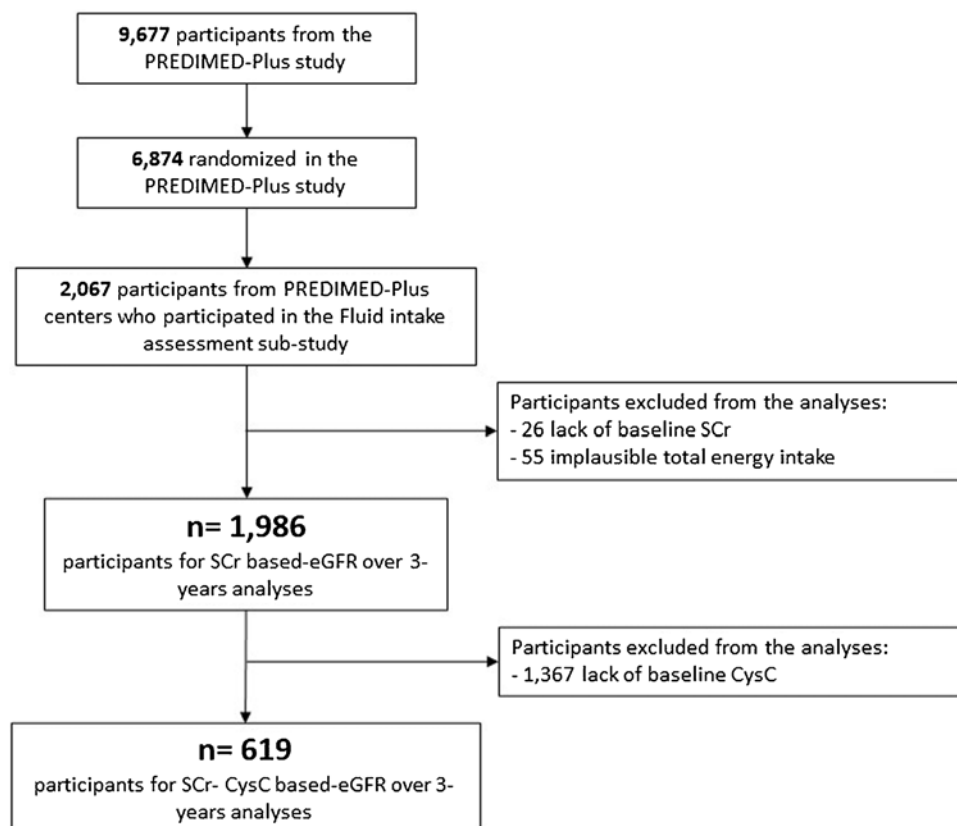 9,677 participants from the
PREDIMED-Plus study
6,874 randomized in the
PREDIMED-Plus study
2,067 participants from PREDIMED-Plus
centers who participated in the Fluid intake
assessment sub-study
Participants excluded from the analyses:
- 26 lack of baseline SCr
- 55 implausible total energy intake
n= 1,986
participants for SCr based-eGFR over 3-
years analyses
Participants excluded from the analyses:
- 1,367 lack of baseline CysC
n= 619
participants for SCr- CysC based-eGFR over 3-
years analyses